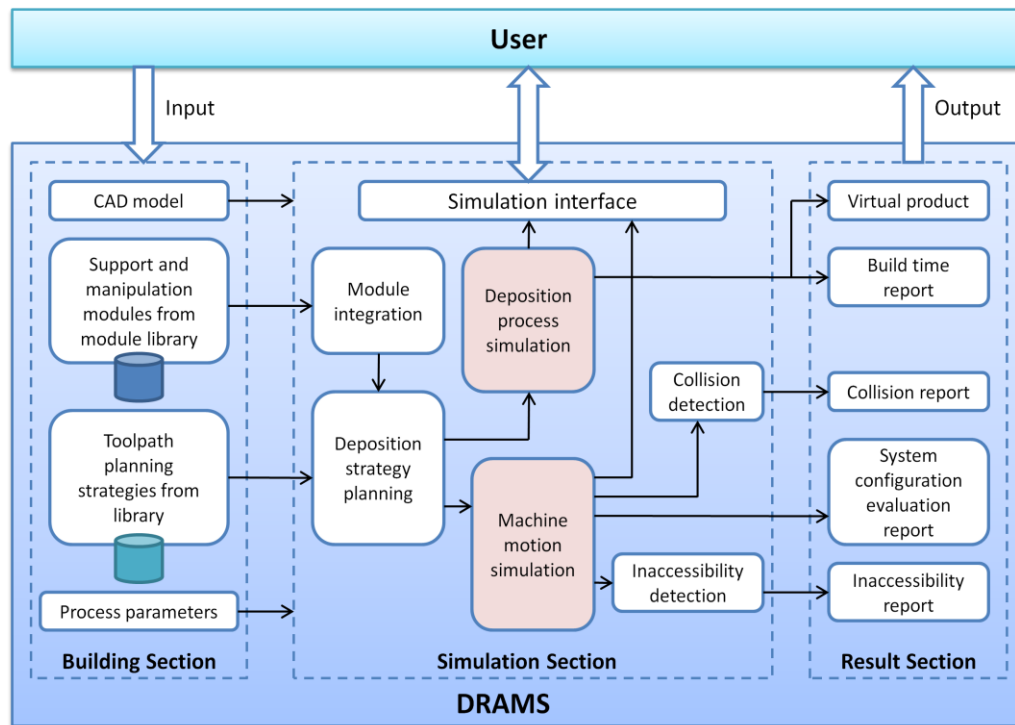 User
Input
Output
CAD model
Support and
manipulation
modules from
module library
Toolpath
planning
strategies from
library
Process parameters
Building Section
Simulation interface
Module
integration
Deposition
process
simulation
Deposition
strategy
planning
Collision
detection
Machine
motion
simulation
Inaccessibility
detection
Simulation Section
Virtual product
Build time
report
Collision report
System
configuration
evaluation
report
Inaccessibility
report
Result Section
DRAMS